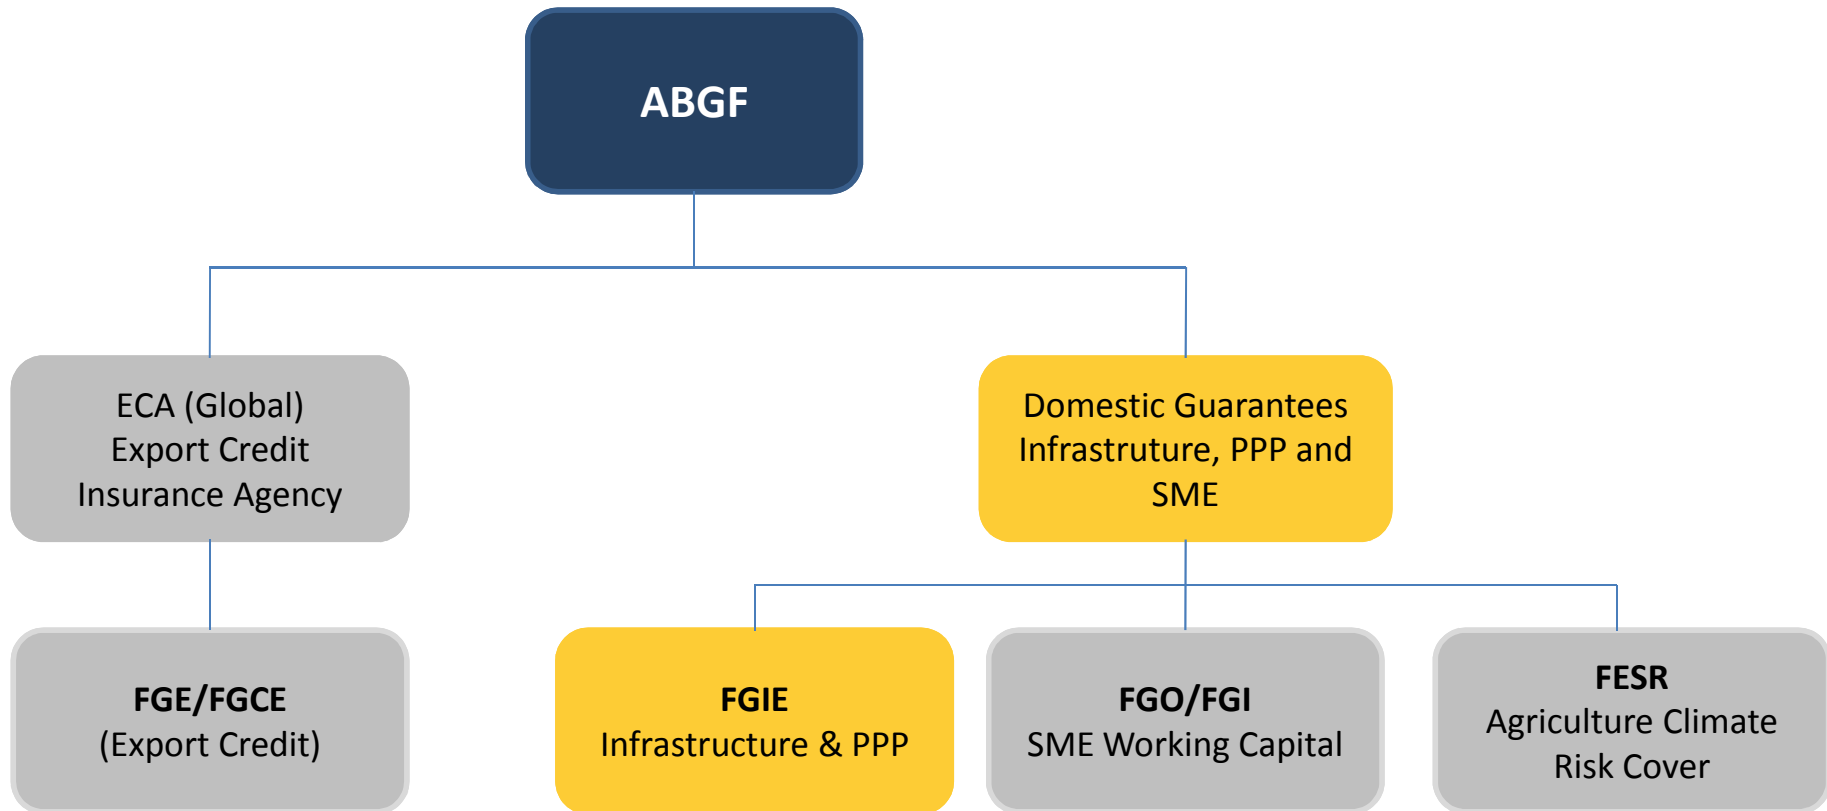 ABGF
ECA (Global)
Export Credit
Insurance Agency
Domestic Guarantees
Infrastruture, PPP and
SME
FGE/FGCE
(Export Credit)
FGIE
Infrastructure & PPP
FGO/FGI
SME Working Capital
FESR
Agriculture Climate
Risk Cover